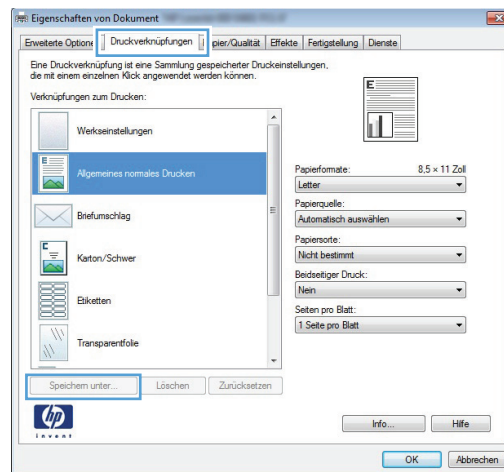 Eigenschaften von Dokument
Erweiterte Optione
Druckverknüpfungen
pier/Qualität
Effekte
Fertigstellung
Dienste
Eine Druckverknüpfung ist eine Sammlung gespeicherter Druckeinstellungen,
die mit einem einzelnen Klick angewendet werden können.
Verknüpfungen zum Drucken:
Werkseinstellungen
Allgemeines normales Drucken
Briefumschlag
Karton/Schwer
Etiketten
Transparentfolie
Speichern unter...
Löschen
Zurücksetzen
Papierformate: 8,5 × 11 Zoll
Letter
Papierquelle:
Automatisch auswählen
Papiersorte:
Nicht bestimmt
Beidseitiger Druck:
Nein
Seiten pro Blatt:
1 Seite pro Blatt
hp
invent
Info...
Hilfe
OK
Abbrechen